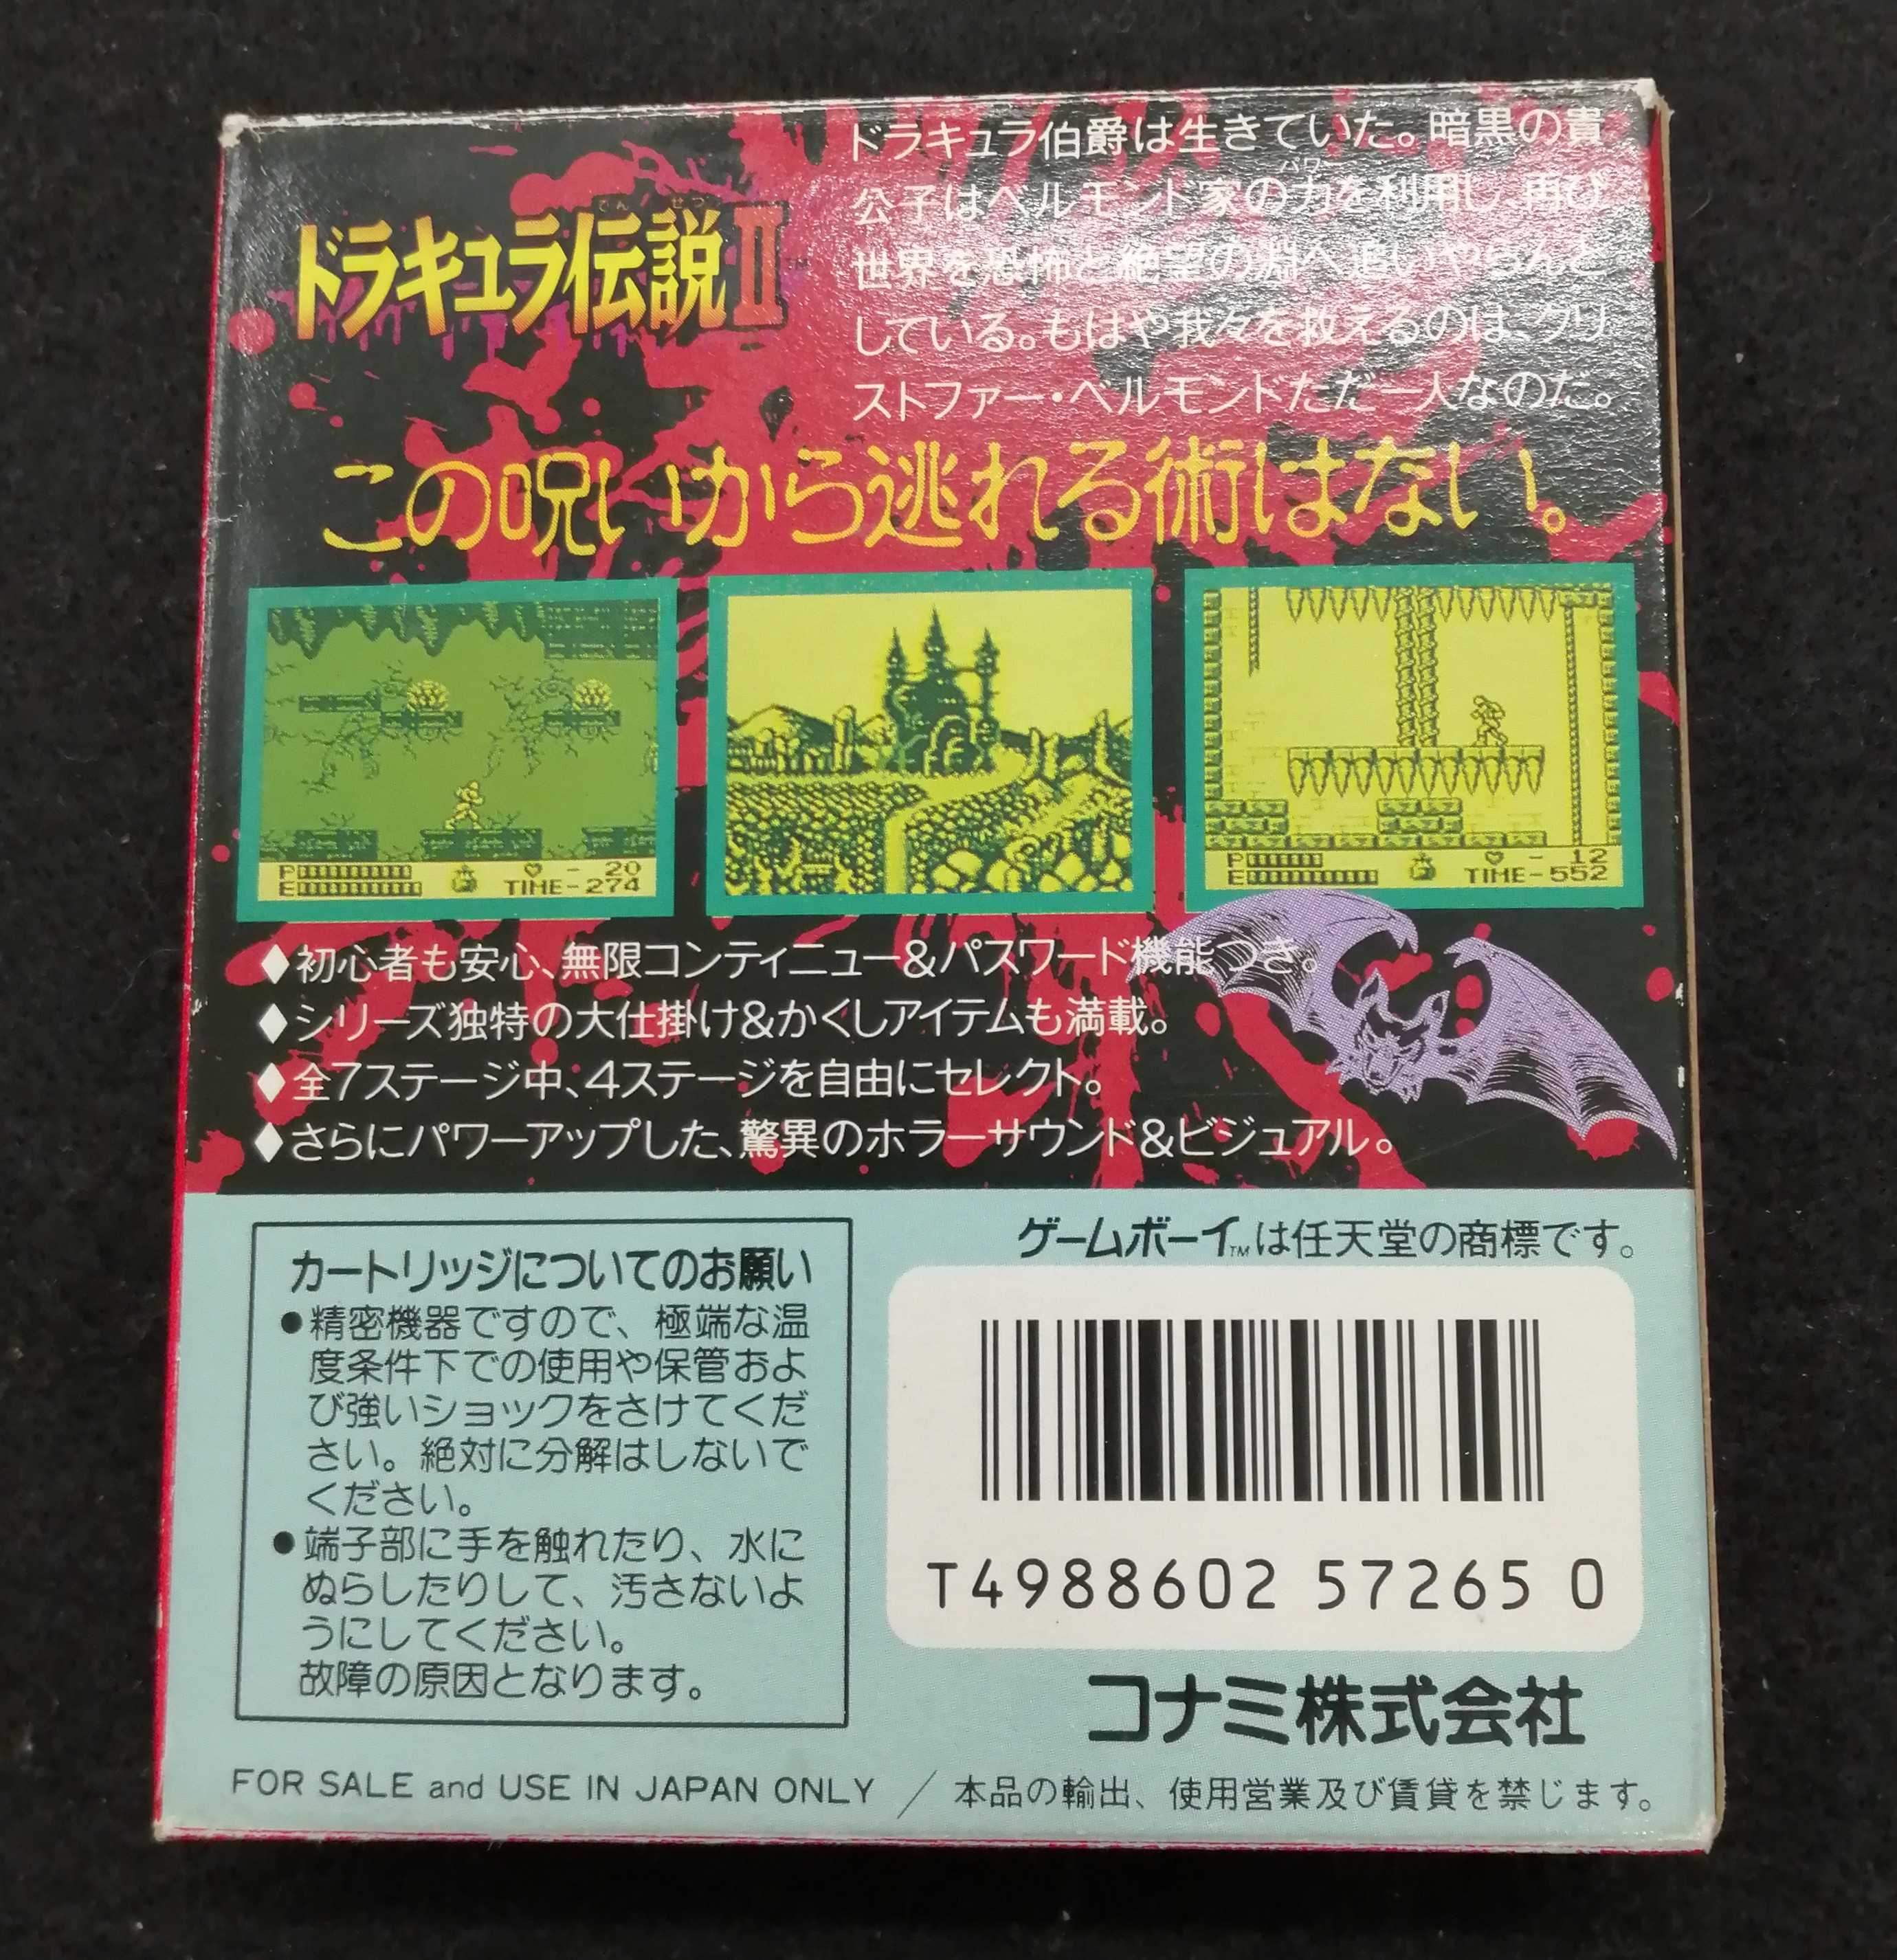 ドラキュラ伯爵は生きていた。暗黒の貴
パワー
公子はベルモンド家の力を利用し、再び
世界を恐怖と絶望の淵へ追いやらんと
している。もはや我々を救えるのは、クリ
ストファー・ベルモンドただ一人なのだ。
でん せつ
ドラキュラ伝説II
この呪いから逃れる術はない。
P
E
♡ - 20
TIME-274
P
E
♡ - 12
TIME-552
◆初心者も安心、無限コンティニュー&パスワード機能つき。
◆シリーズ独特の大仕掛け&かくしアイテムも満載。
◆全7ステージ中、4ステージを自由にセレクト。
◆さらにパワーアップした、驚異のホラーサウンド&ビジュアル。
カートリッジについてのお願い
●精密機器ですので、極端な温
度条件下での使用や保管およ
び強いショックをさけてくだ
さい。絶対に分解はしないで
ください。
●端子部に手を触れたり、水に
ぬらしたりして、汚さないよ
うにしてください。
故障の原因となります。
ゲームボーイTMは任天堂の商標です。
T4988602 57265 0
コナミ株式会社
FOR SALE and USE IN JAPAN ONLY ／ 本品の輸出、使用営業及び賃貸を禁じます。